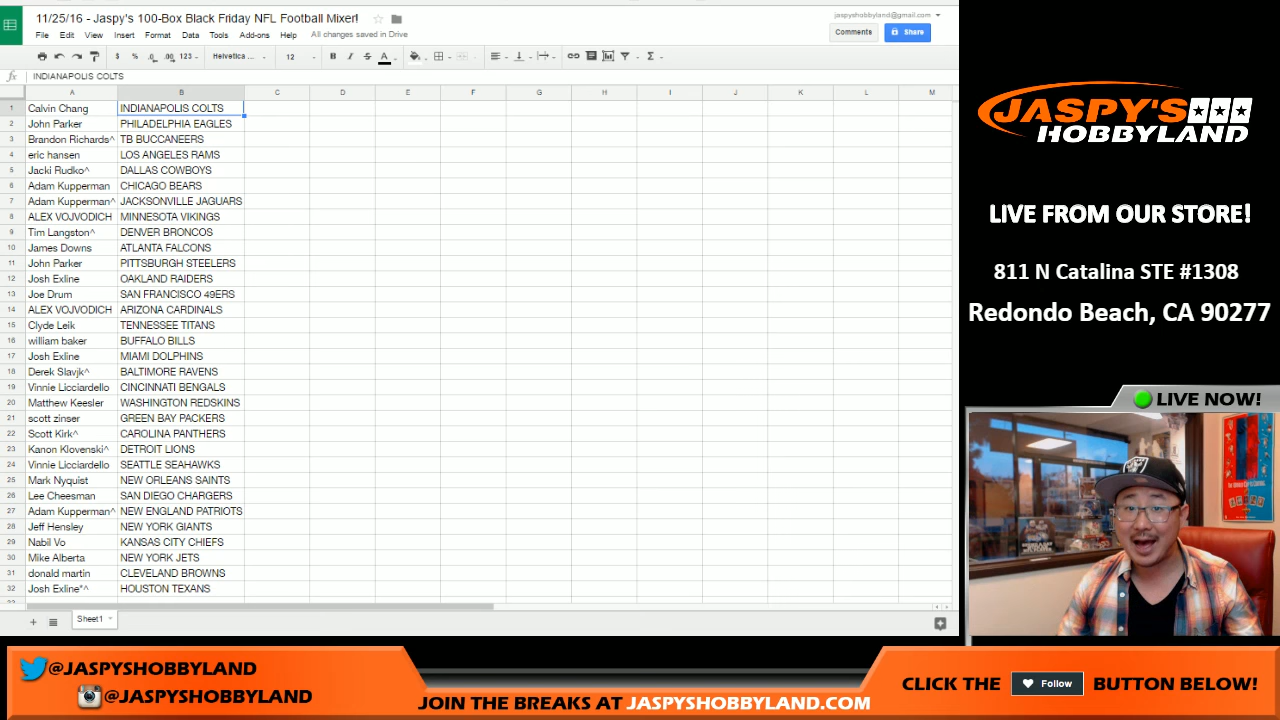 11/25/16 - Jaspy's 100-Box Black Friday NFL Football Mixer!
jaspyshobbyland@gmail.com
File Edit View Insert Format Data Tools Add-ons Help All changes saved in Drive
Comments Share
$ % .0 .00 123 Helvetica ... 12 B I S A
fx INDIANAPOLIS COLTS
A B C D E F G H I J K L M
1 Calvin Chang INDIANAPOLIS COLTS
2 John Parker PHILADELPHIA EAGLES
3 Brandon Richards^ TB BUCCANEERS
4 eric hansen LOS ANGELES RAMS
5 Jacki Rudko^ DALLAS COWBOYS
6 Adam Kupperman CHICAGO BEARS
7 Adam Kupperman^ JACKSONVILLE JAGUARS
8 ALEX VOJVODICH MINNESOTA VIKINGS
9 Tim Langston^ DENVER BRONCOS
10 James Downs ATLANTA FALCONS
11 John Parker PITTSBURGH STEELERS
12 Josh Exline OAKLAND RAIDERS
13 Joe Drum SAN FRANCISCO 49ERS
14 ALEX VOJVODICH ARIZONA CARDINALS
15 Clyde Leik TENNESSEE TITANS
16 william baker BUFFALO BILLS
17 Josh Exline MIAMI DOLPHINS
18 Derek Slavjk^ BALTIMORE RAVENS
19 Vinnie Licciardello CINCINNATI BENGALS
20 Matthew Keesler WASHINGTON REDSKINS
21 scott zinser GREEN BAY PACKERS
22 Scott Kirk^ CAROLINA PANTHERS
23 Kanon Klovenski^ DETROIT LIONS
24 Vinnie Licciardello SEATTLE SEAHAWKS
25 Mark Nyquist NEW ORLEANS SAINTS
26 Lee Cheesman SAN DIEGO CHARGERS
27 Adam Kupperman^ NEW ENGLAND PATRIOTS
28 Jeff Hensley NEW YORK GIANTS
29 Nabil Vo KANSAS CITY CHIEFS
30 Mike Alberta NEW YORK JETS
31 donald martin CLEVELAND BROWNS
32 Josh Exline*^ HOUSTON TEXANS
Sheet1
JASPY'S
HOBBYLAND
LIVE FROM OUR STORE!
811 N Catalina STE #1308
Redondo Beach, CA 90277
LIVE NOW!
@JASPYSHOBBYLAND
@JASPYSHOBBYLAND
JOIN THE BREAKS AT JASPYSHOBBYLAND.COM
CLICK THE Follow BUTTON BELOW!